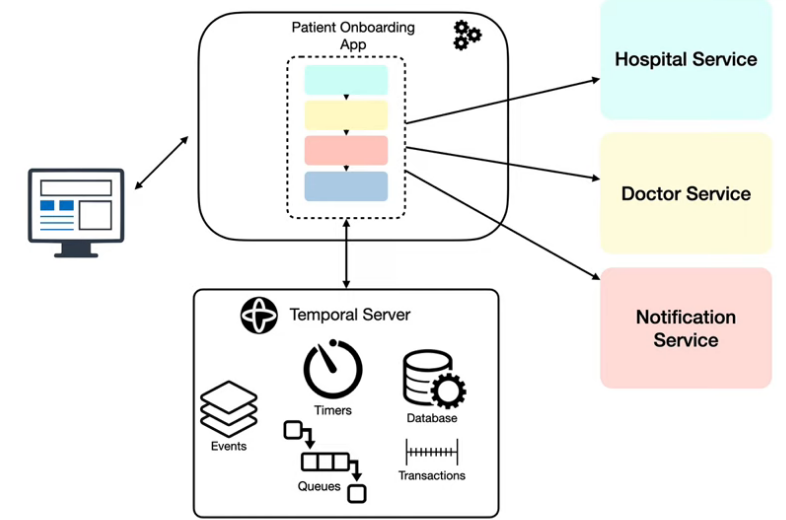 Patient Onboarding
App
Hospital Service
Doctor Service
Notification
Service
Temporal Server
Timers
Database
Events
Queues
Transactions